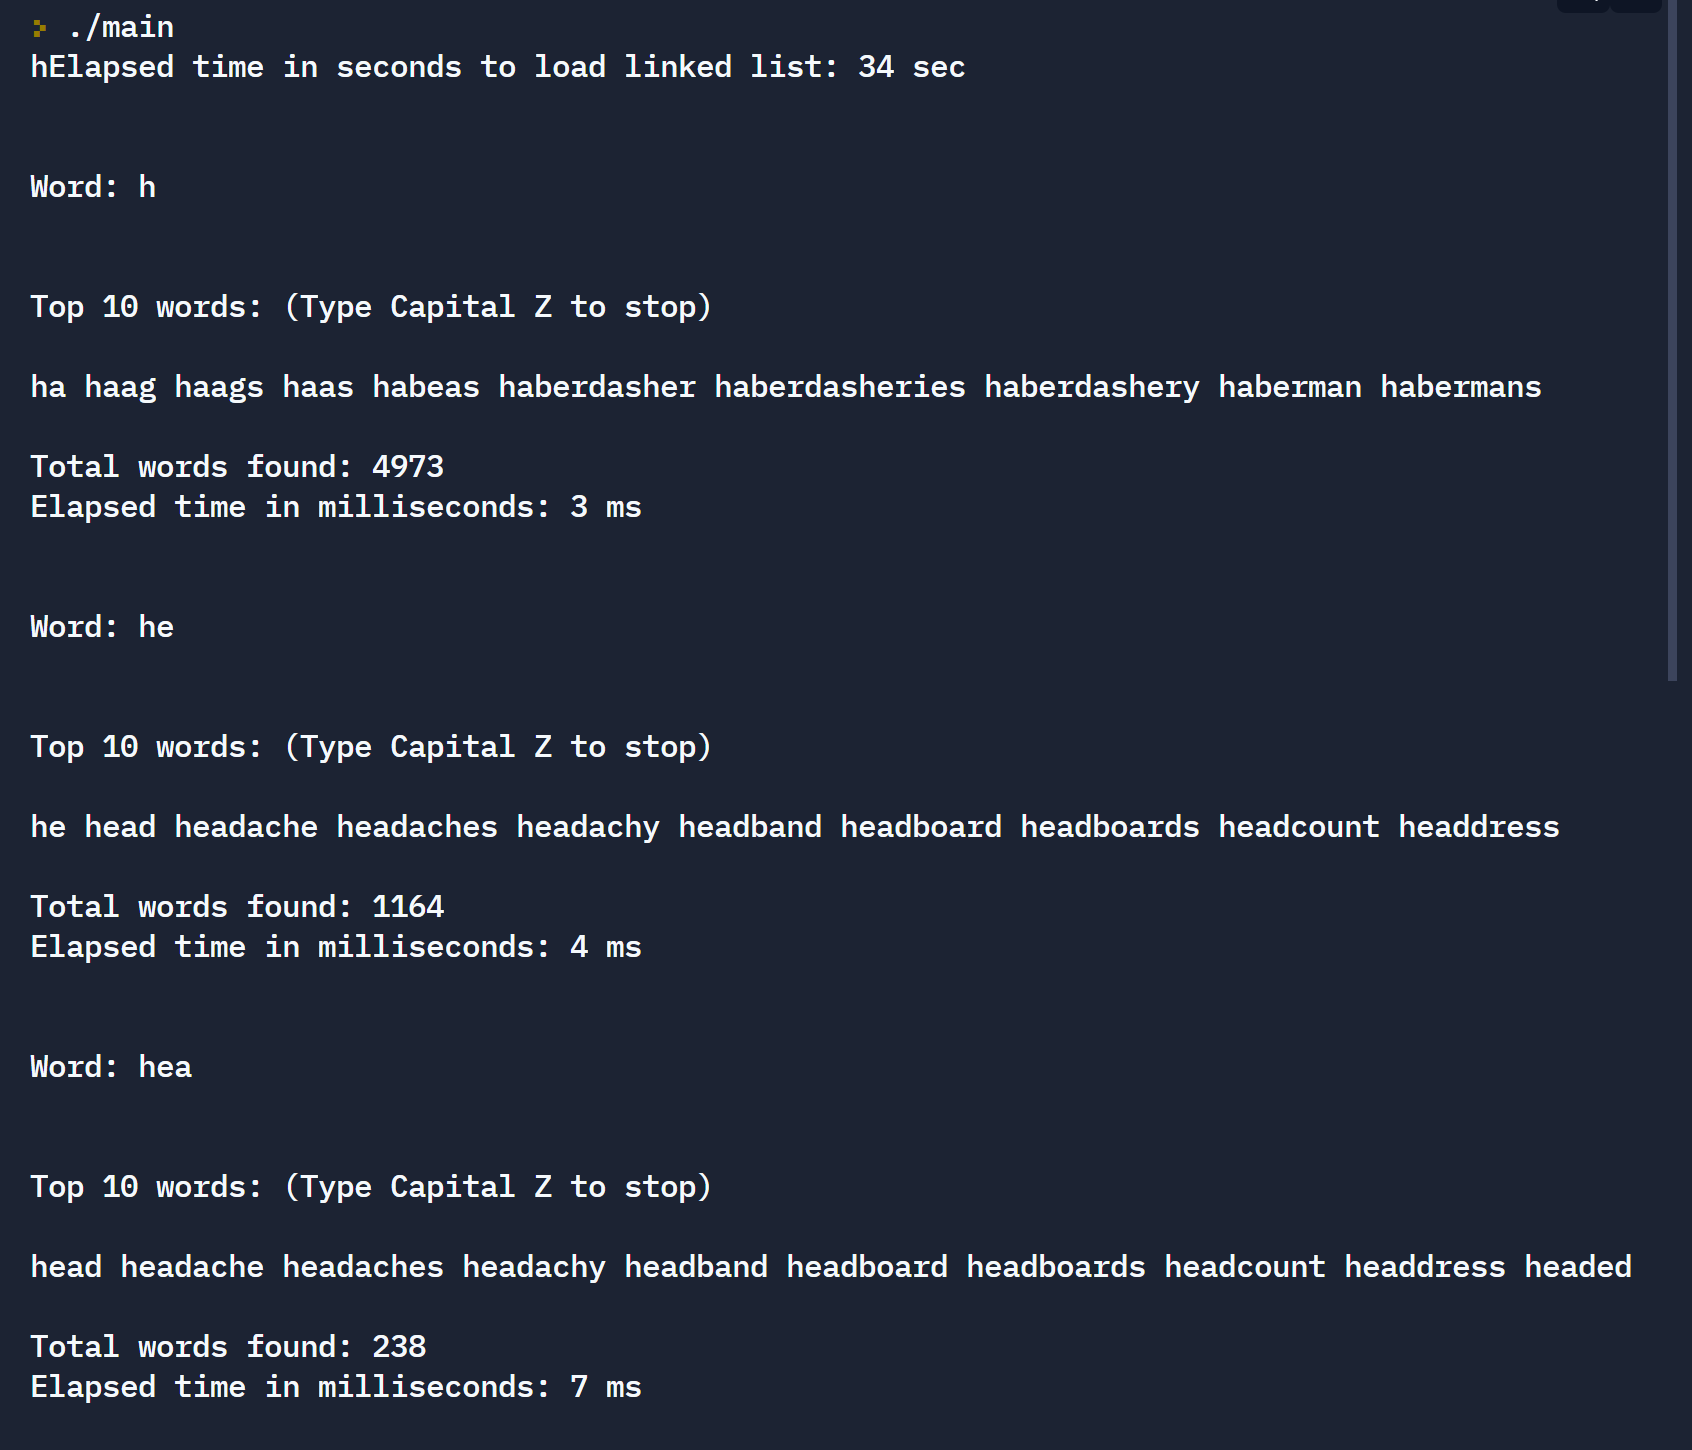 > ./main
hElapsed time in seconds to load linked list: 34 sec
Word: h
Top 10 words: (Type Capital Z to stop)
ha haag haags haas habeas haberdasher haberdasheries haberdashery haberman habermans
Total words found: 4973
Elapsed time in milliseconds: 3 ms
Word: he
Top 10 words: (Type Capital Z to stop)
he head headache headaches headachy headband headboard headboards headcount headdress
Total words found: 1164
Elapsed time in milliseconds: 4 ms
Word: hea
Top 10 words: (Type Capital Z to stop)
head headache headaches headachy headband headboard headboards headcount headdress headed
Total words found: 238
Elapsed time in milliseconds: 7 ms